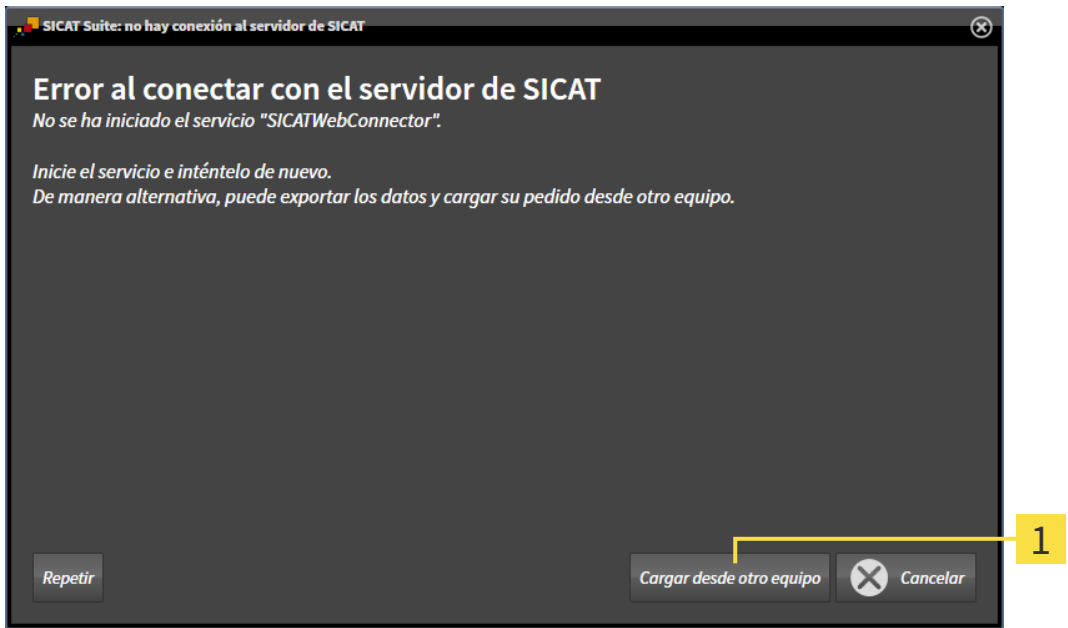 SICAT Suite: no hay conexión al servidor de SICAT
Error al conectar con el servidor de SICAT
No se ha iniciado el servicio "SICATWebConnector".
Inicie el servicio e inténtelo de nuevo.
De manera alternativa, puede exportar los datos y cargar su pedido desde otro equipo.
1
Repetir
Cargar desde otro equipo
Cancelar